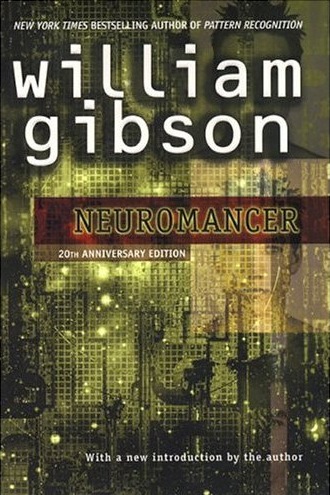 NEW YORK TIMES BESTSELLING AUTHOR OF PATTERN RECOGNITION
william
gibson
NEUROMANCER
20TH ANNIVERSARY EDITION
With a new introduction by the author